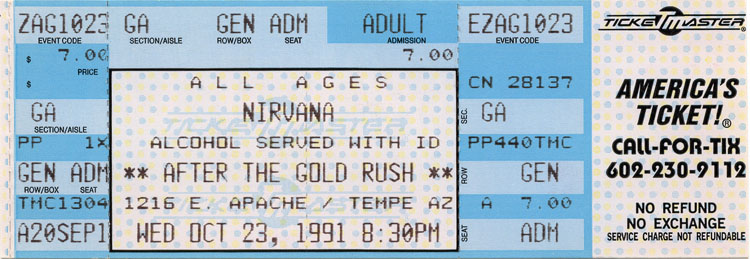 ZAG1023
EVENT CODE
$ 7.00
PRICE
GA
SECTION/AISLE
PP 1X
GEN ADM
ROW/BOX SEAT
TMC1304
A20SEP1
GA GEN ADM ADULT
SECTION/AISLE ROW/BOX SEAT ADMISSION
$ 7.00
ALL AGES
NIRVANA
ALCOHOL SERVED WITH ID
** AFTER THE GOLD RUSH **
1216 E. APACHE / TEMPE AZ
WED OCT 23, 1991 8:30PM
EZAG1023
EVENT CODE
CN 28137
SEC. GA
PP440TMC
ROW GEN
A 7.00
SEAT ADM
TICKETMASTER
TICKETMASTER
TICKETMASTER
AMERICA'S
TICKET!®
CALL-FOR-TIX
602-230-9112
NO REFUND
NO EXCHANGE
SERVICE CHARGE NOT REFUNDABLE